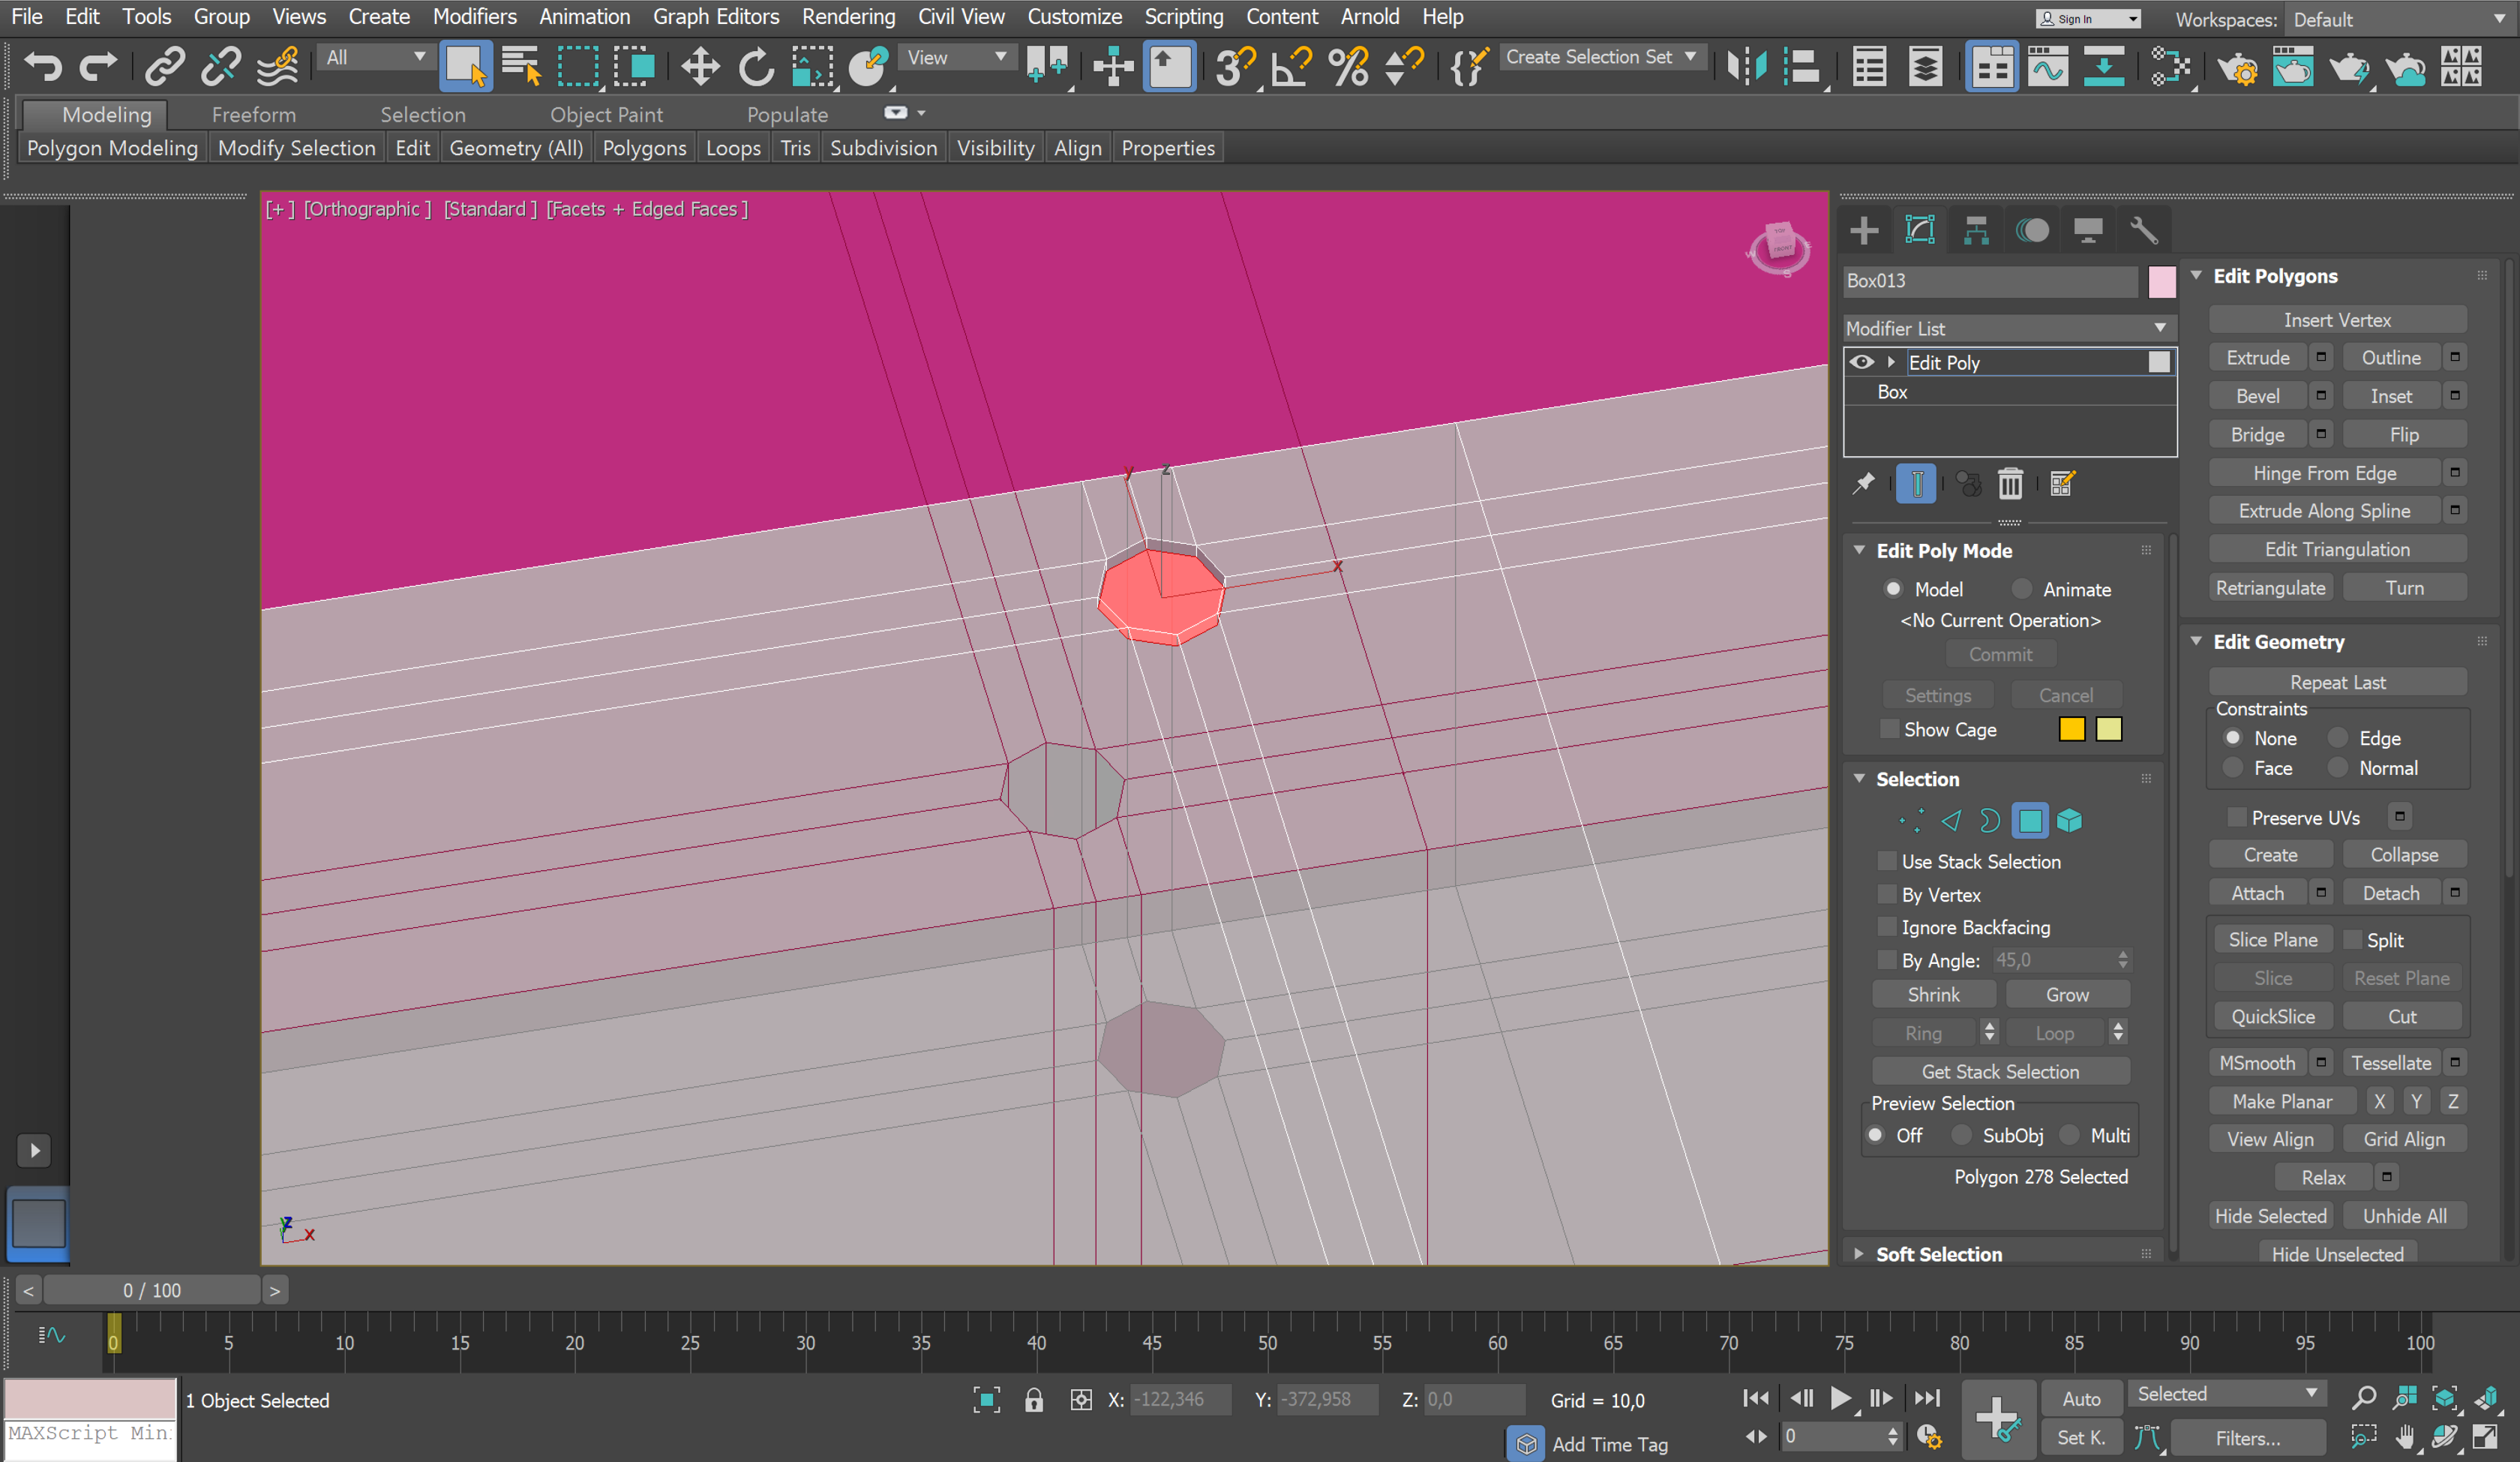 File Edit Tools Group Views Create Modifiers Animation Graph Editors Rendering Civil View Customize Scripting Content Arnold Help
Sign In Workspaces: Default
All View Create Selection Set
Modeling Freeform Selection Object Paint Populate
Polygon Modeling Modify Selection Edit Geometry (All) Polygons Loops Tris Subdivision Visibility Align Properties
[+] [Orthographic] [Standard] [Facets + Edged Faces]
TOP
FRONT
W
S
y
z
x
z
x
Box013
Modifier List
Edit Poly
Box
Edit Poly Mode
Model Animate
<No Current Operation>
Commit
Settings Cancel
Show Cage
Selection
Use Stack Selection
By Vertex
Ignore Backfacing
By Angle: 45,0
Shrink Grow
Ring Loop
Get Stack Selection
Preview Selection
Off SubObj Multi
Polygon 278 Selected
Soft Selection
Edit Polygons
Insert Vertex
Extrude Outline
Bevel Inset
Bridge Flip
Hinge From Edge
Extrude Along Spline
Edit Triangulation
Retriangulate Turn
Edit Geometry
Repeat Last
Constraints
None Edge
Face Normal
Preserve UVs
Create Collapse
Attach Detach
Slice Plane Split
Slice Reset Plane
QuickSlice Cut
MSmooth Tessellate
Make Planar X Y Z
View Align Grid Align
Relax
Hide Selected Unhide All
Hide Unselected
< 0 / 100 >
0 5 10 15 20 25 30 35 40 45 50 55 60 65 70 75 80 85 90 95 100
1 Object Selected X: -122,346 Y: -372,958 Z: 0,0 Grid = 10,0 Auto Selected
MAXScript Min: Add Time Tag 0 Set K. Filters...